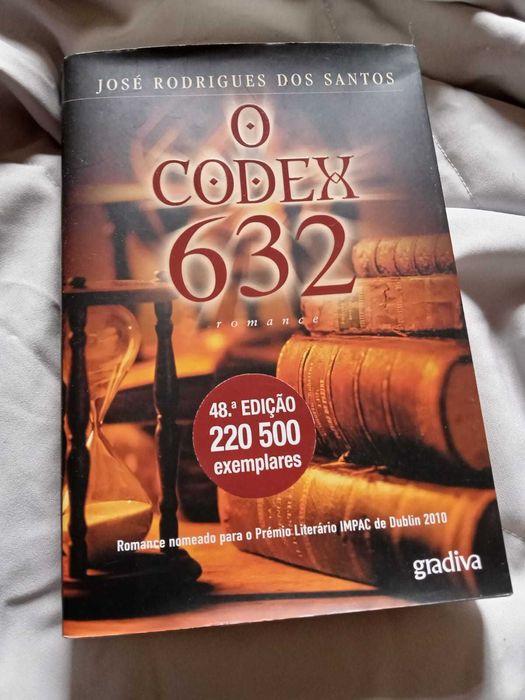 JOSÉ RODRIGUES DOS SANTOS
O
CODEX
632
romance
48.ª EDIÇÃO
220 500
exemplares
Romance nomeado para o Prémio Literário IMPAC de Dublin 2010
gradiva